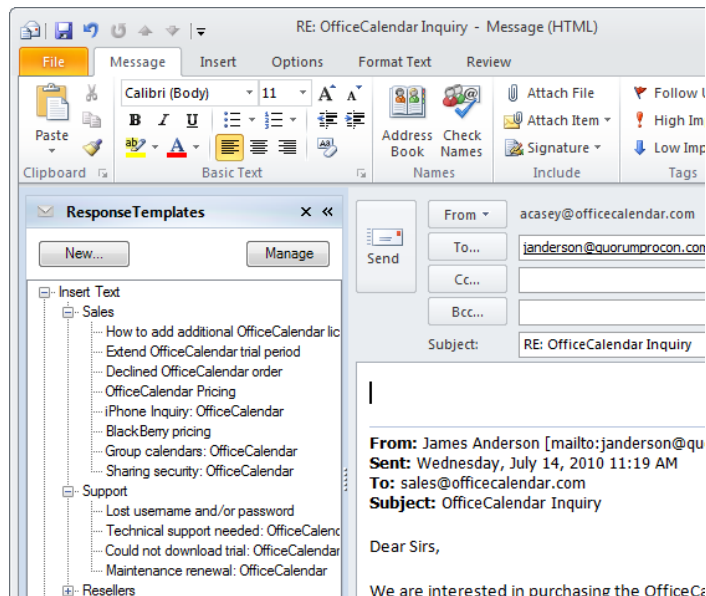 RE: OfficeCalendar Inquiry - Message (HTML)
File Message Insert Options Format Text Review
Calibri (Body) 11 A A
Attach File
Follow U
B I U
Attach Item
High Im
Paste
Address Book
Check Names
ab A
Signature
Low Imp
Clipboard Basic Text Names Include Tags
ResponseTemplates
New... Manage
Insert Text
Sales
How to add additional OfficeCalendar lic
Extend OfficeCalendar trial period
Declined OfficeCalendar order
OfficeCalendar Pricing
iPhone Inquiry: OfficeCalendar
BlackBerry pricing
Group calendars: OfficeCalendar
Sharing security: OfficeCalendar
Support
Lost username and/or password
Technical support needed: OfficeCalenc
Could not download trial: OfficeCalendar
Maintenance renewal: OfficeCalendar
Resellers
Send
From acasey@officecalendar.com
To... janderson@quorumprocon.com
Cc...
Bcc...
Subject: RE: OfficeCalendar Inquiry
From: James Anderson [mailto:janderson@qu
Sent: Wednesday, July 14, 2010 11:19 AM
To: sales@officecalendar.com
Subject: OfficeCalendar Inquiry
Dear Sirs,
We are interested in purchasing the OfficeCa